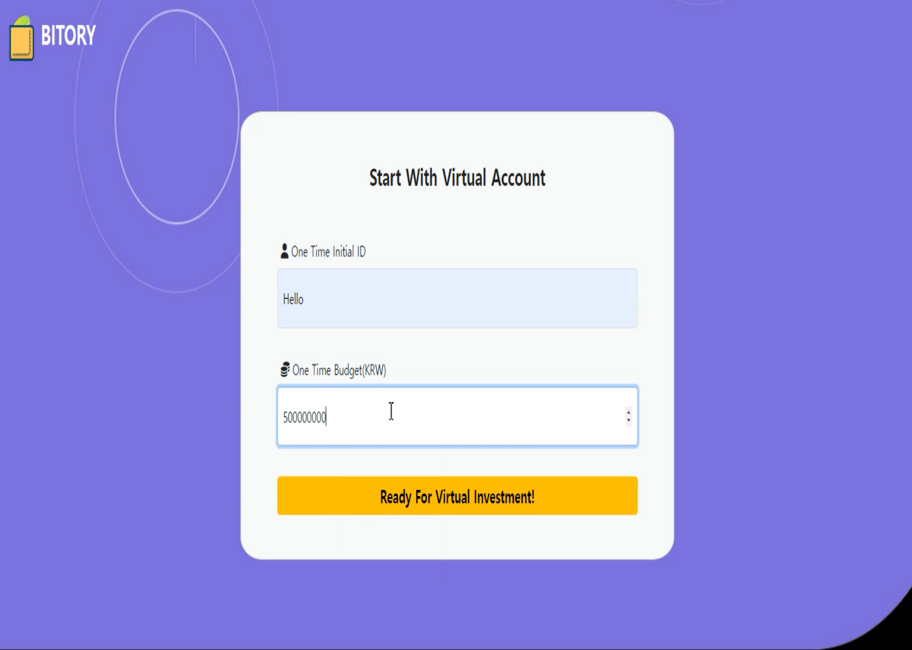 BITORY
Start With Virtual Account
One Time Initial ID
Hello
One Time Budget(KRW)
500000000
Ready For Virtual Investment!